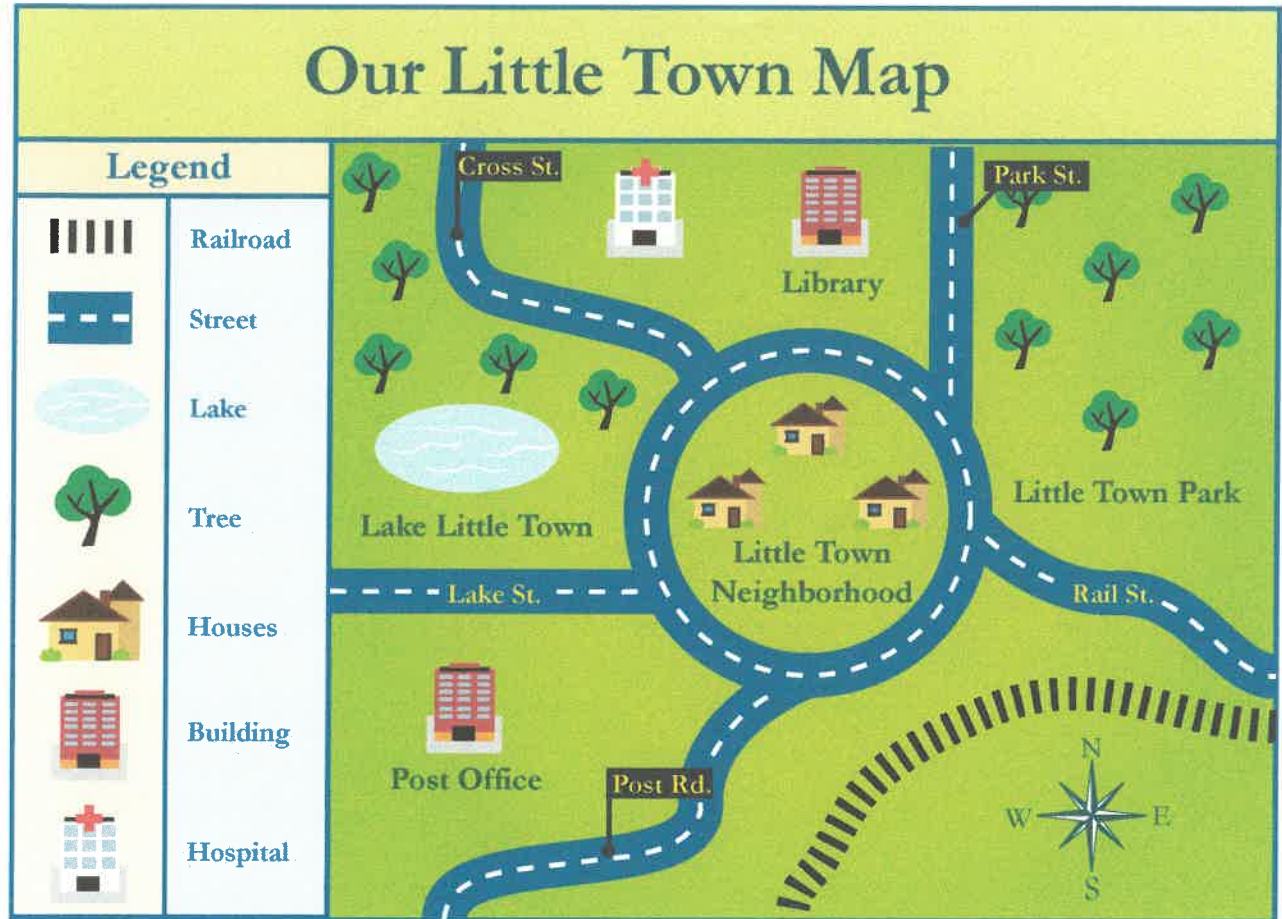 Our Little Town Map
Legend
Railroad
Street
Lake
Tree
Houses
Building
Hospital
Cross St.
Park St.
Library
Lake Little Town
Little Town Park
Little Town
Neighborhood
Lake St.
Rail St.
Post Office
Post Rd.
N
W
E
S